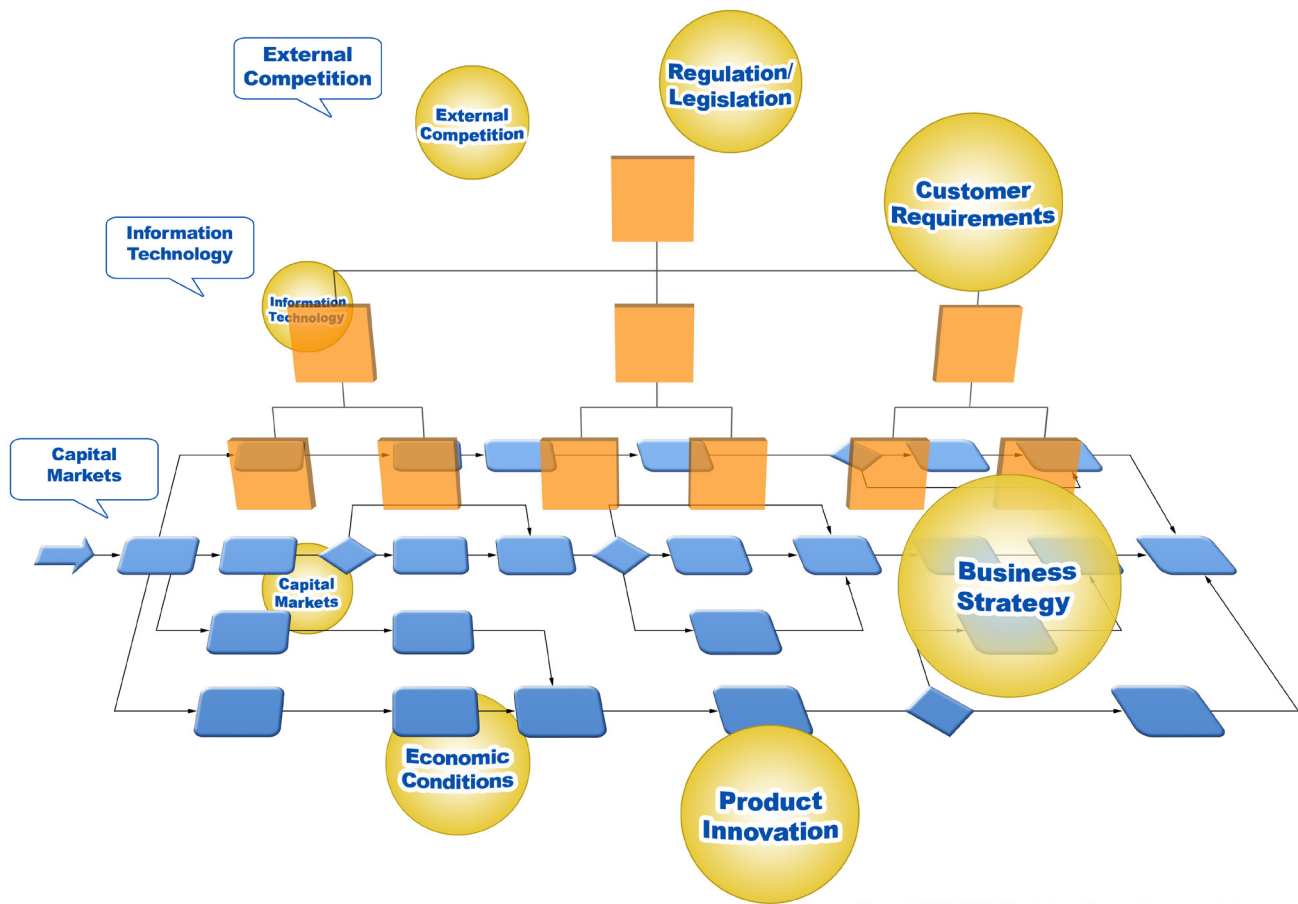 External
Competition
Regulation/
Legislation
External
Competition
Customer
Requirements
Information
Technology
Information
Technology
Capital
Markets
Capital
Markets
Business
Strategy
Economic
Conditions
Product
Innovation